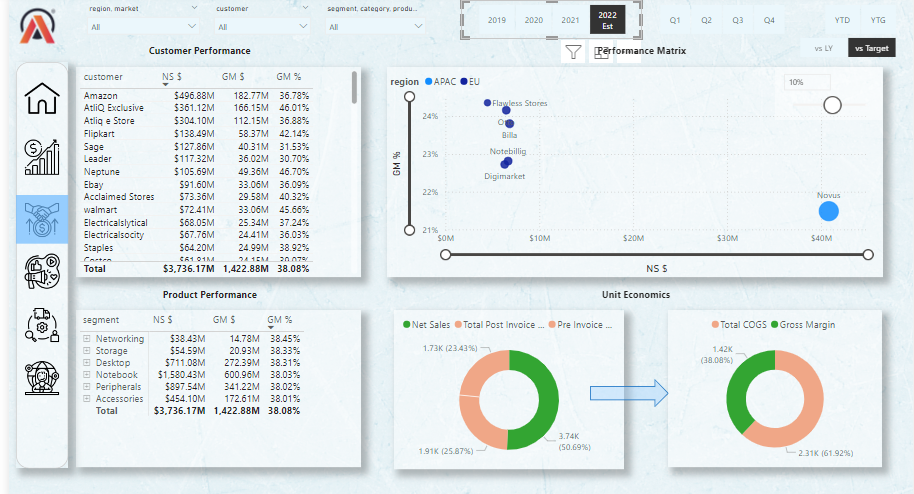 region, market
customer
segment, category, produ...
All
All
All
2019
2020
2021
2022
Est
Q1
Q2
Q3
Q4
YTD
YTG
vs LY
vs Target
Customer Performance
Performance Matrix
customer NS $ GM $ GM %
Amazon $496.88M 182.77M 36.78%
AtliQ Exclusive $361.12M 166.15M 46.01%
Atliq e Store $304.10M 112.15M 36.88%
Flipkart $138.49M 58.37M 42.14%
Sage $127.86M 40.31M 31.53%
Leader $117.32M 36.02M 30.70%
Neptune $105.69M 49.36M 46.70%
Ebay $91.60M 33.06M 36.09%
Acclaimed Stores $73.36M 29.58M 40.32%
walmart $72.41M 33.06M 45.66%
Electricalslytical $68.05M 25.34M 37.24%
Electricalsocity $67.76M 24.41M 36.03%
Staples $64.20M 24.99M 38.92%
Costco $61.81M 24.15M 39.07%
Total $3,736.17M 1,422.88M 38.08%
region APAC EU
10%
GM %
24%
23%
22%
21%
Flawless Stores
Billa
Notebillig
Digimarket
Novus
$0M $10M $20M $30M $40M
NS $
Product Performance
segment NS $ GM $ GM %
Networking $38.43M 14.78M 38.45%
Storage $54.59M 20.93M 38.33%
Desktop $711.08M 272.39M 38.31%
Notebook $1,580.43M 600.96M 38.03%
Peripherals $897.54M 341.22M 38.02%
Accessories $454.10M 172.61M 38.01%
Total $3,736.17M 1,422.88M 38.08%
Unit Economics
Net Sales Total Post Invoice ... Pre Invoice ...
1.73K (23.43%)
1.91K (25.87%)
3.74K
(50.69%)
Total COGS Gross Margin
1.42K
(38.08%)
2.31K (61.92%)